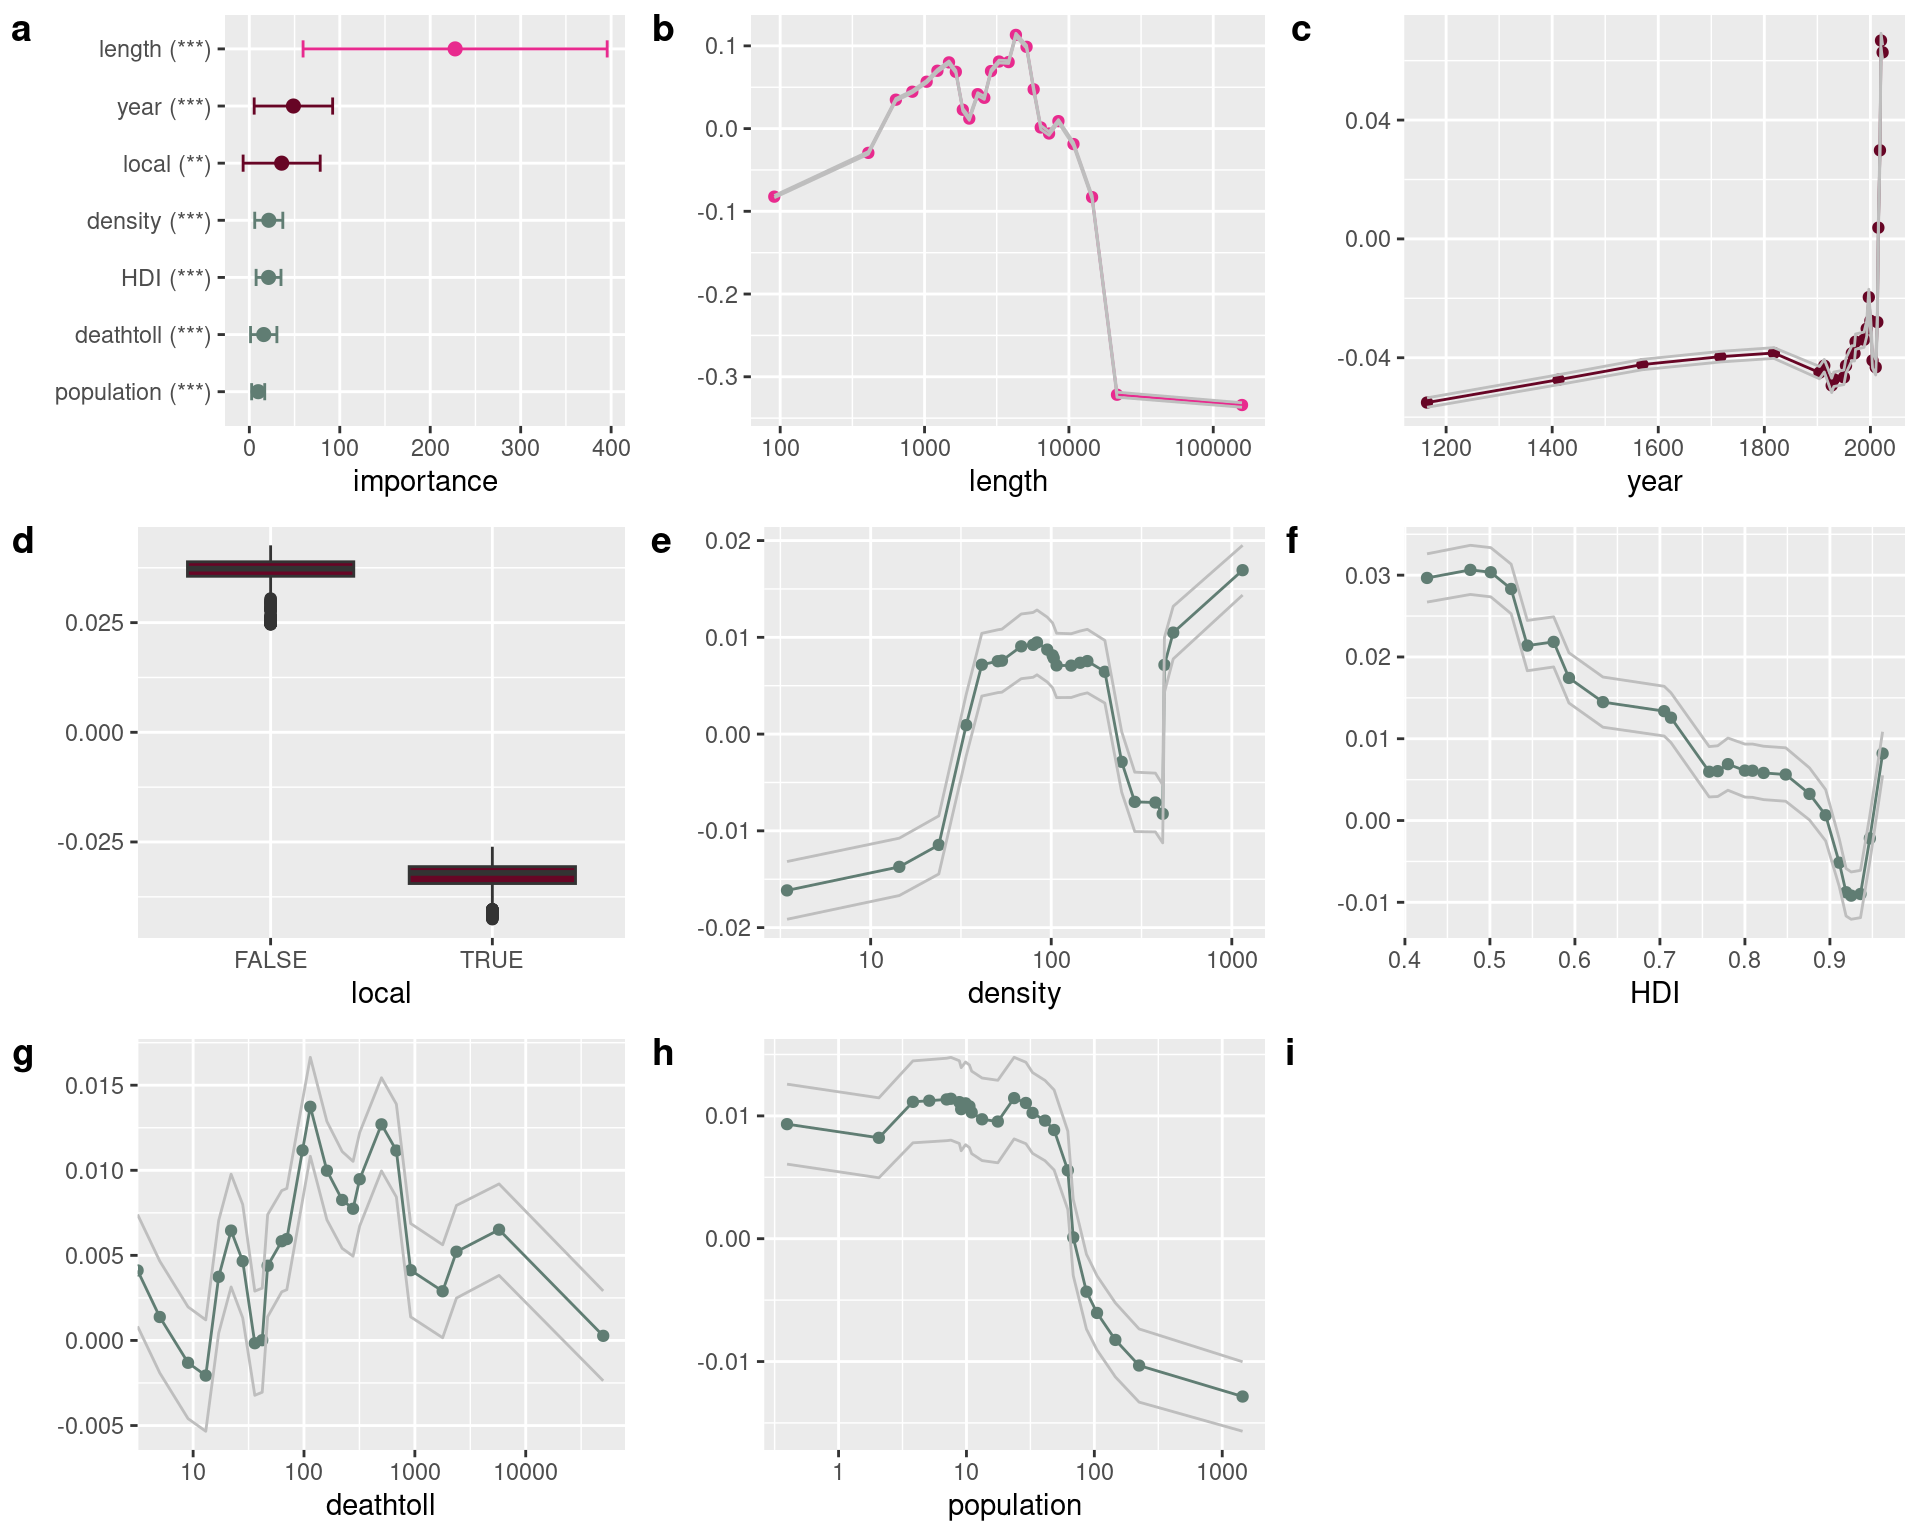 a
length (***)
year (***)
local (**)
density (***)
HDI (***)
deathtoll (***)
population (***)
0 100 200 300 400
importance
b
0.1
0.0
-0.1
-0.2
-0.3
100 1000 10000 100000
length
c
0.04
0.00
-0.04
1200 1400 1600 1800 2000
year
d
0.025
0.000
-0.025
FALSE TRUE
local
e
0.02
0.01
0.00
-0.01
-0.02
10 100 1000
density
f
0.03
0.02
0.01
0.00
-0.01
0.4 0.5 0.6 0.7 0.8 0.9
HDI
g
0.015
0.010
0.005
0.000
-0.005
10 100 1000 10000
deathtoll
h
0.01
0.00
-0.01
1 10 100 1000
population
i